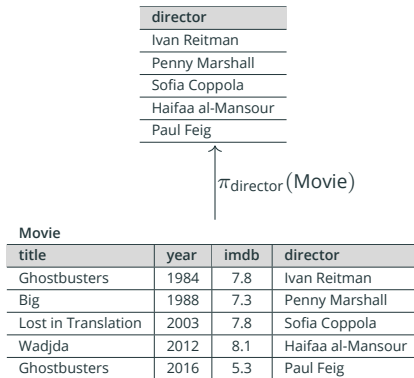 director
Ivan Reitman
Penny Marshall
Sofia Coppola
Haifaa al-Mansour
Paul Feig
πdirector(Movie)
Movie
title year imdb director
Ghostbusters 1984 7.8 Ivan Reitman
Big 1988 7.3 Penny Marshall
Lost in Translation 2003 7.8 Sofia Coppola
Wadjda 2012 8.1 Haifaa al-Mansour
Ghostbusters 2016 5.3 Paul Feig